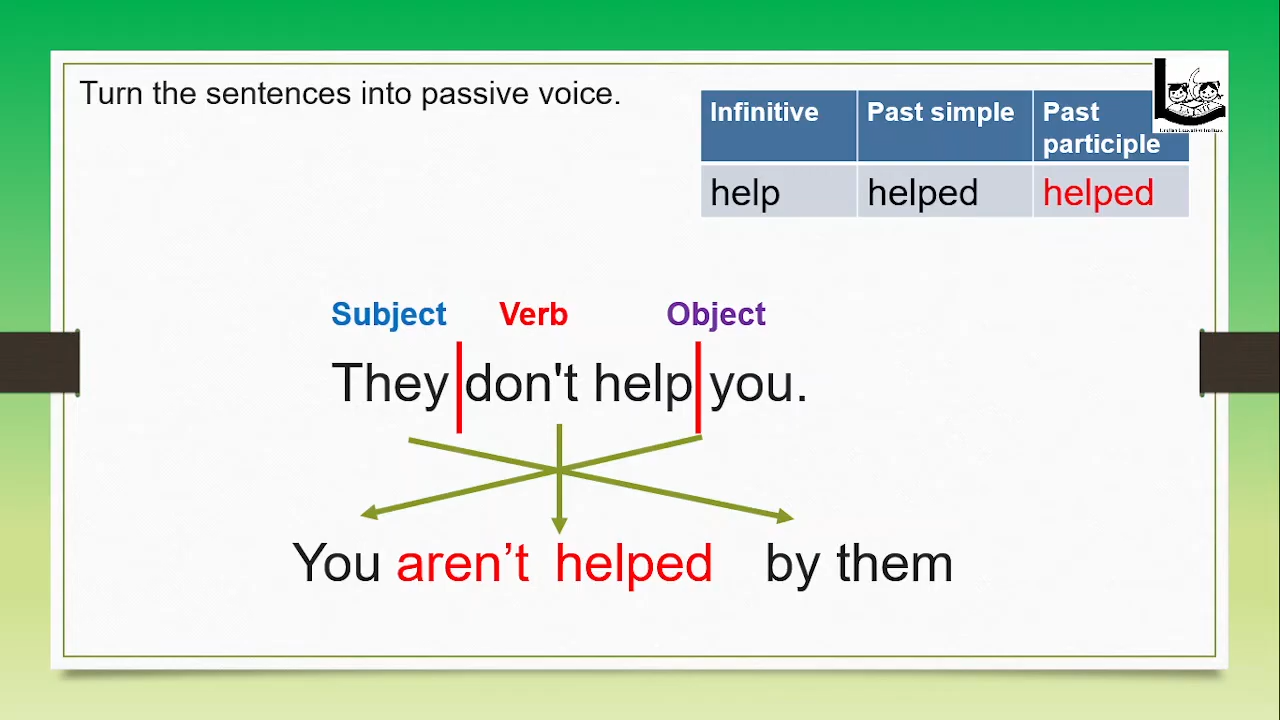 Turn the sentences into passive voice.
Infinitive Past simple Past participle
help helped helped
Subject Verb Object
They don't help you.
You aren’t helped by them